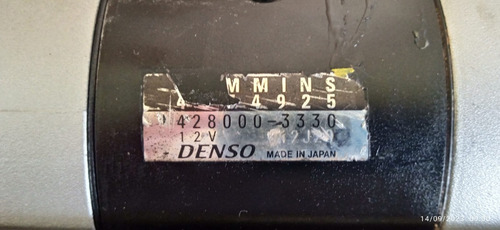 MMINS
4925
428000-3330
12V
DENSO MADE IN JAPAN